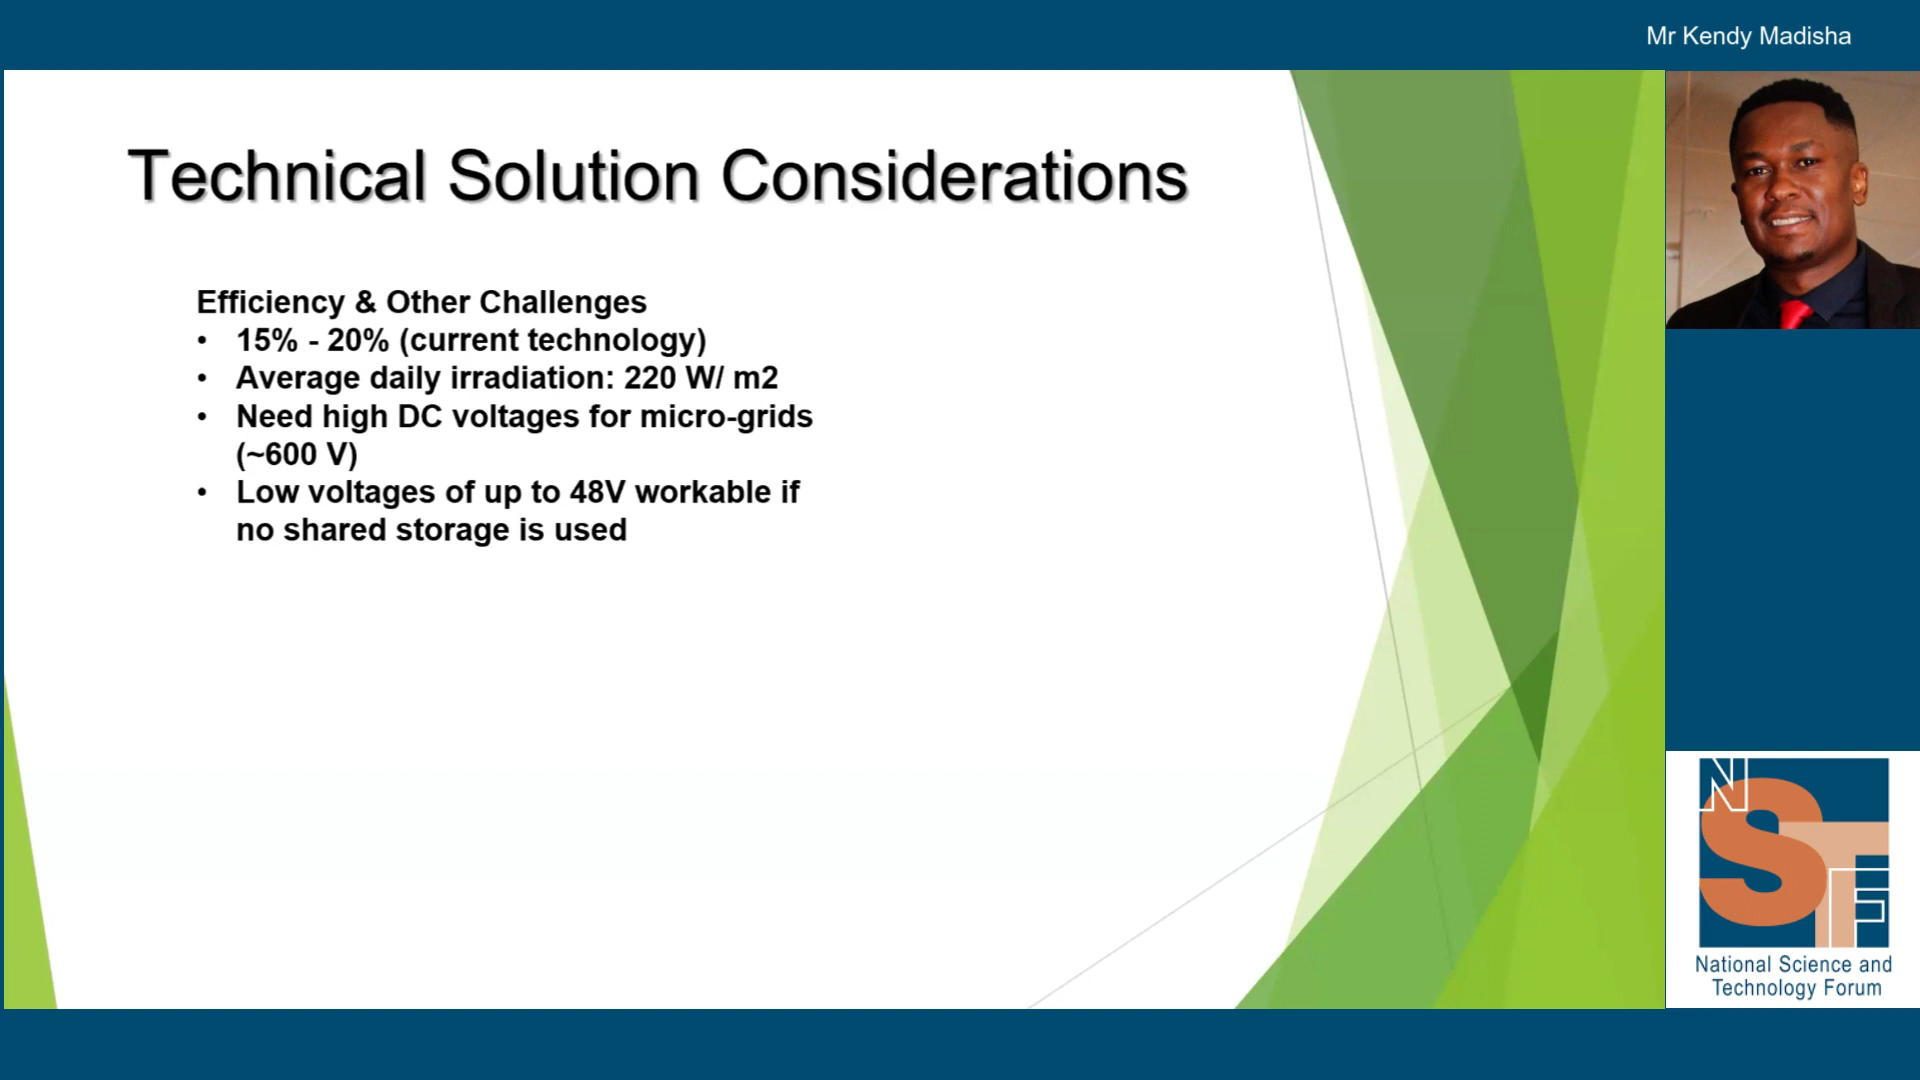 Mr Kendy Madisha
Technical Solution Considerations
Efficiency & Other Challenges
• 15% - 20% (current technology)
• Average daily irradiation: 220 W/ m2
• Need high DC voltages for micro-grids
(~600 V)
• Low voltages of up to 48V workable if
no shared storage is used
NSTF
National Science and
Technology Forum